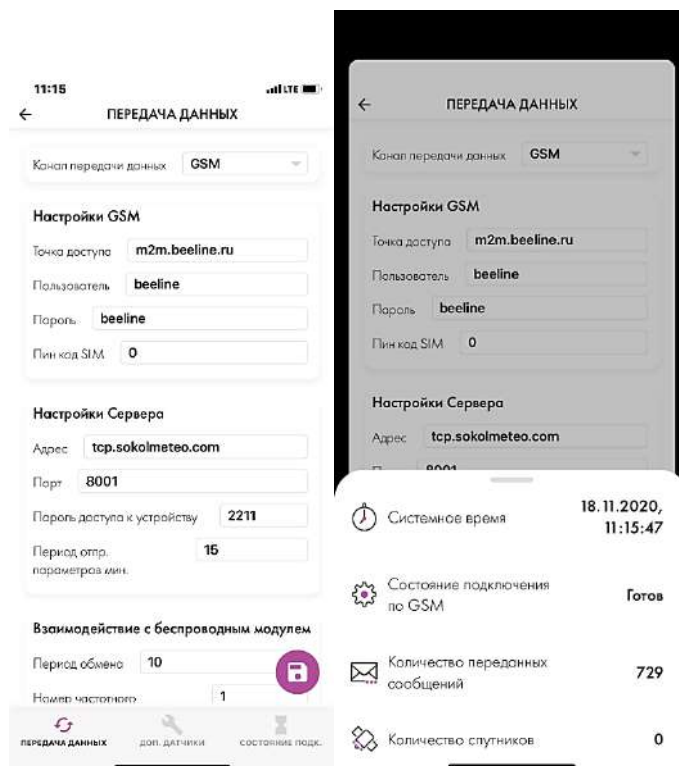 11:15
LTE
ПЕРЕДАЧА ДАННЫХ
Канал передачи данных GSM
Настройки GSM
Точка доступа m2m.beeline.ru
Пользователь beeline
Пароль beeline
Пин код SIM 0
Настройки Сервера
Адрес tcp.sokolmeteo.com
Порт 8001
Пароль доступа к устройству 2211
Период отпр. 15
параметров мин.
Взаимодействие с беспроводным модулем
Период обмена 10
Номер частотного 1
ПЕРЕДАЧА ДАННЫХ
ДОП. ДАТЧИКИ
СОСТОЯНИЕ ПОДК.
ПЕРЕДАЧА ДАННЫХ
Канал передачи данных GSM
Настройки GSM
Точка доступа m2m.beeline.ru
Пользователь beeline
Пароль beeline
Пин код SIM 0
Настройки Сервера
Адрес tcp.sokolmeteo.com
8001
Системное время 18.11.2020,
11:15:47
Состояние подключения
по GSM Готов
Количество переданных
сообщений 729
Количество спутников 0